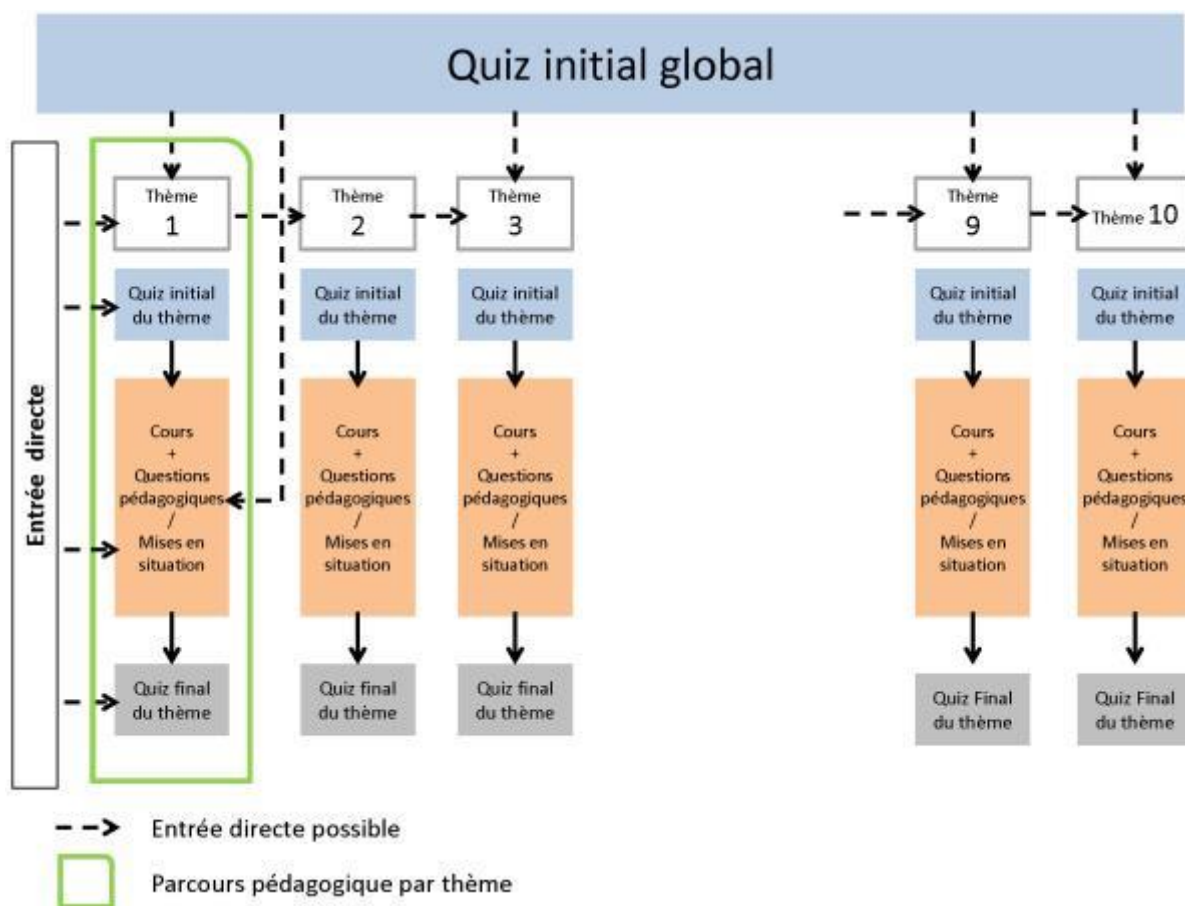 Quiz initial global
Entrée directe
Thème
1
Thème
2
Thème
3
Thème
9
Thème 10
Quiz initial
du thème
Quiz initial
du thème
Quiz initial
du thème
Quiz initial
du thème
Quiz initial
du thème
Cours
+
Questions
pédagogiques
/
Mises en
situation
Cours
+
Questions
pédagogiques
/
Mises en
situation
Cours
+
Questions
pédagogiques
/
Mises en
situation
Cours
+
Questions
pédagogiques
/
Mises en
situation
Cours
+
Questions
pédagogiques
/
Mises en
situation
Quiz final
du thème
Quiz final
du thème
Quiz final
du thème
Quiz Final
du thème
Quiz Final
du thème
Entrée directe possible
Parcours pédagogique par thème